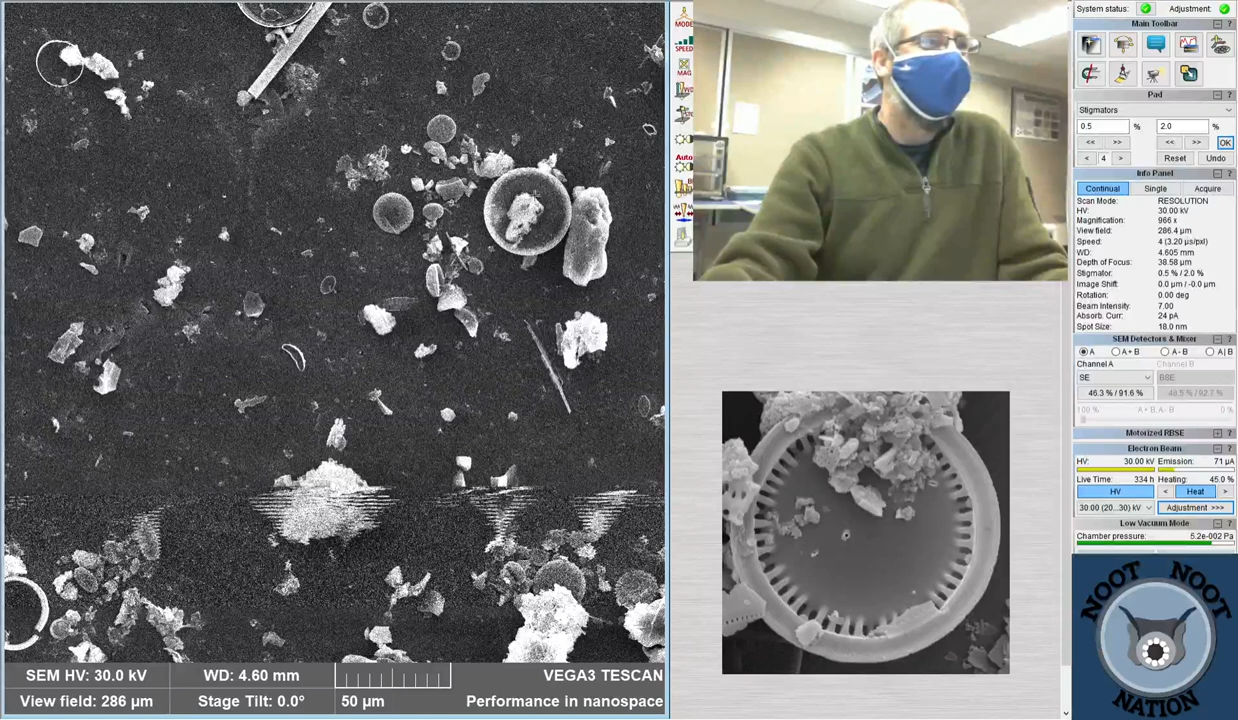 System status:
Adjustment:
Main Toolbar
MODE
SPEED
MAG
WD
Auto
Pad
Stigmators
0.5 %
2.0 %
<< >>
<< >> OK
< 4 >
Reset Undo
Info Panel
Continual Single Acquire
Scan Mode: RESOLUTION
HV: 30.00 kV
Magnification: 966 x
View field: 286.4 µm
Speed: 4 (3.20 µs/pxl)
WD: 4.605 mm
Depth of Focus: 38.58 µm
Stigmator: 0.5 % / 2.0 %
Image Shift: 0.0 µm / -0.0 µm
Rotation: 0.00 deg
Beam Intensity: 7.00
Absorb. Curr: 24 pA
Spot Size: 18.0 nm
SEM Detectors & Mixer
A A + B A - B A | B
Channel A Channel B
SE BSE
46.3 % / 91.6 % 48.5 % / 92.7 %
100 % A + B, A - B 0 %
Motorized RBSE
Electron Beam
HV: 30.00 kV Emission: 71 µA
Live Time: 334 h Heating: 45.0 %
HV < Heat >
30.00 (20...30) kV Adjustment >>>
Low Vacuum Mode
Chamber pressure: 5.2e-002 Pa
SEM HV: 30.0 kV WD: 4.60 mm VEGA3 TESCAN
View field: 286 µm Stage Tilt: 0.0° 50 µm Performance in nanospace
NOOT NOOT
NATION